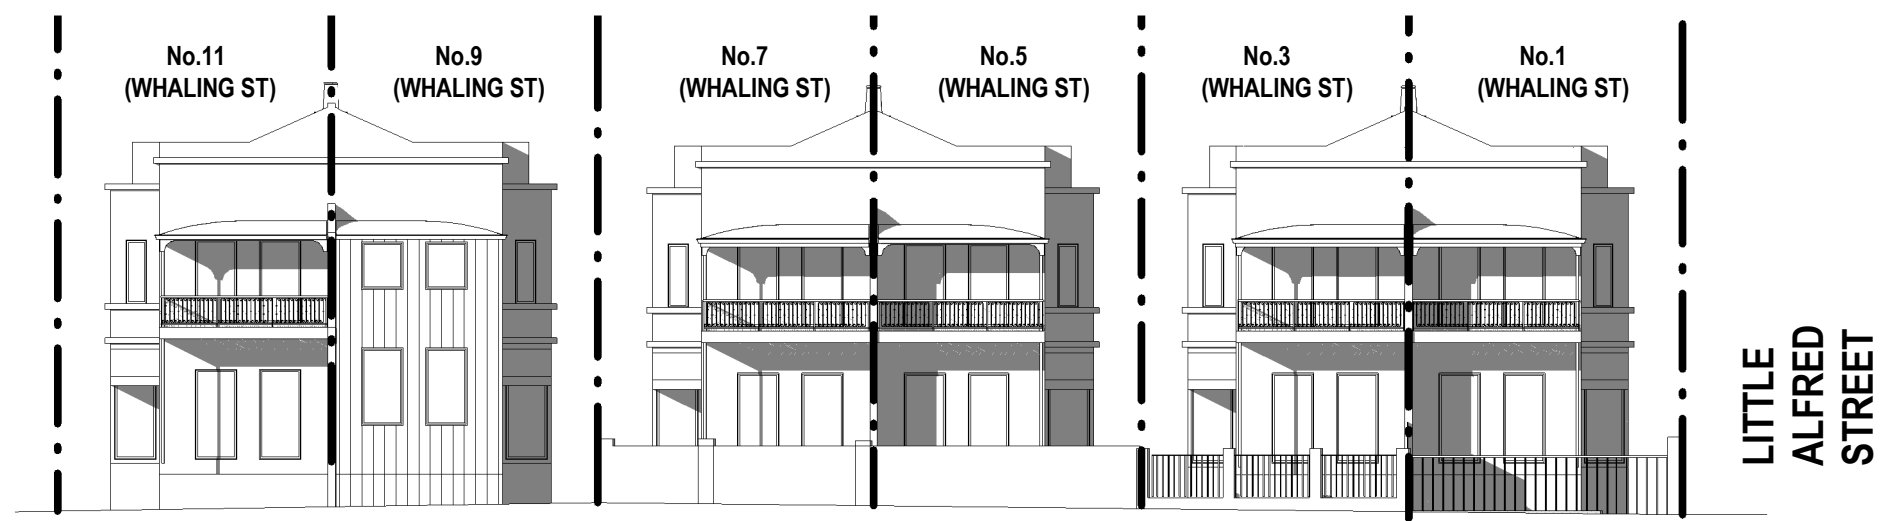 No.11
(WHALING ST)
No.9
(WHALING ST)
No.7
(WHALING ST)
No.5
(WHALING ST)
No.3
(WHALING ST)
No.1
(WHALING ST)
LITTLE
ALFRED
STREET